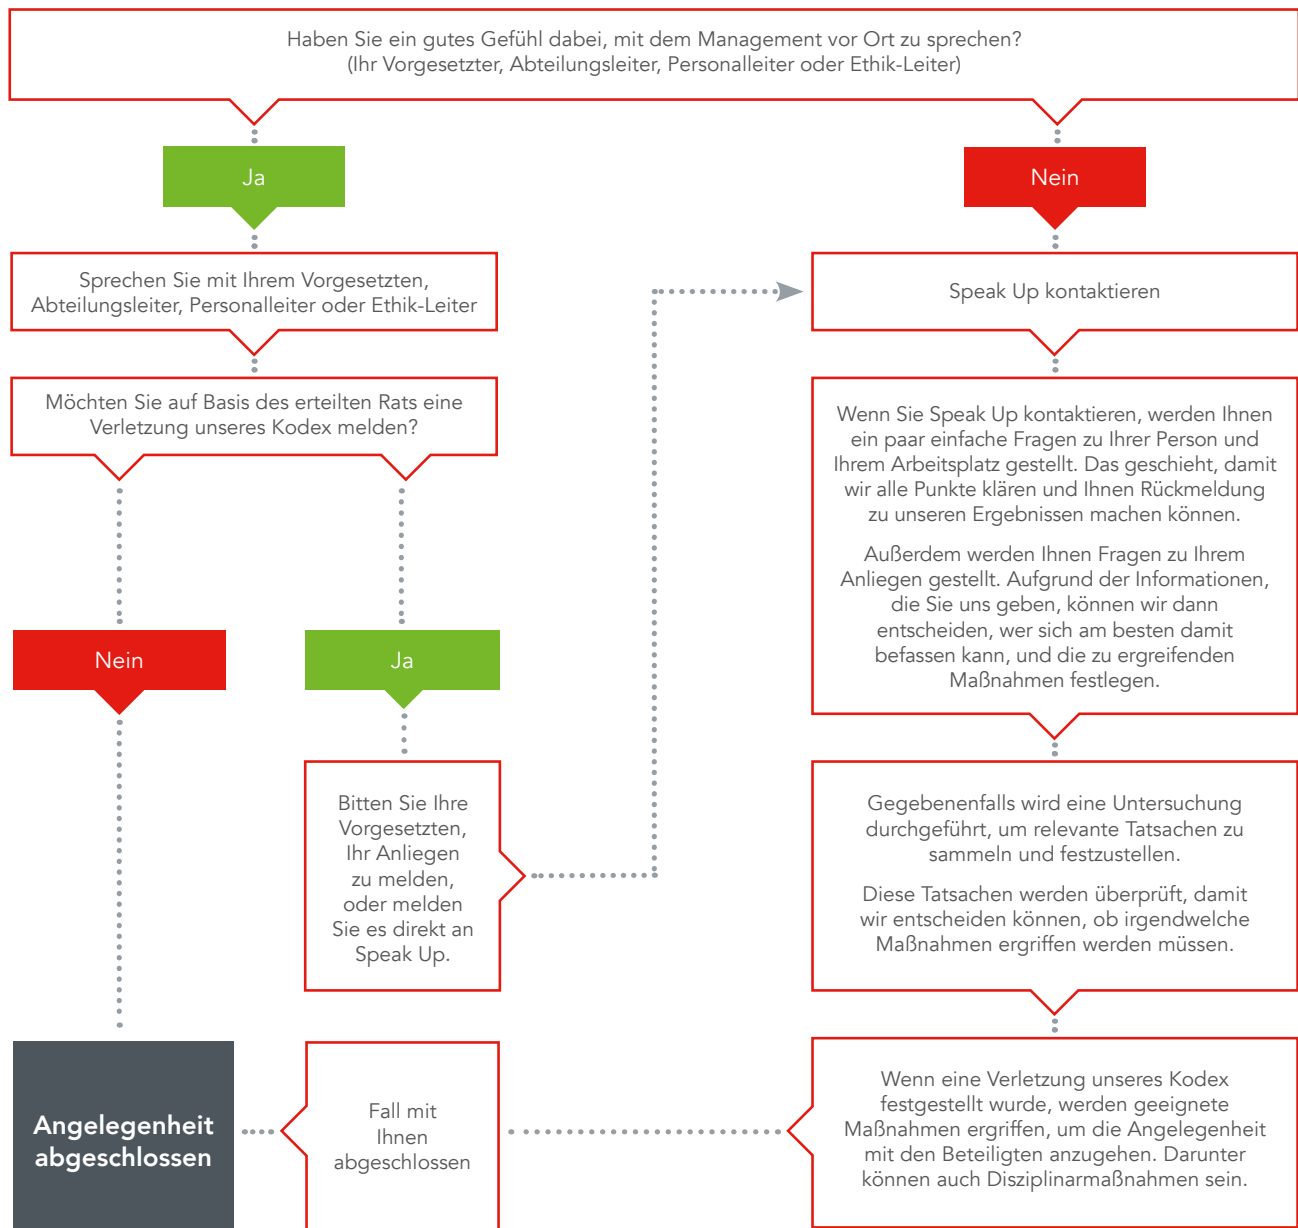 Haben Sie ein gutes Gefühl dabei, mit dem Management vor Ort zu sprechen?
(Ihr Vorgesetzter, Abteilungsleiter, Personalleiter oder Ethik-Leiter)
Ja
Nein
Sprechen Sie mit Ihrem Vorgesetzten,
Abteilungsleiter, Personalleiter oder Ethik-Leiter
Speak Up kontaktieren
Möchten Sie auf Basis des erteilten Rats eine
Verletzung unseres Kodex melden?
Wenn Sie Speak Up kontaktieren, werden Ihnen
ein paar einfache Fragen zu Ihrer Person und
Ihrem Arbeitsplatz gestellt. Das geschieht, damit
wir alle Punkte klären und Ihnen Rückmeldung
zu unseren Ergebnissen machen können.
Außerdem werden Ihnen Fragen zu Ihrem
Anliegen gestellt. Aufgrund der Informationen,
die Sie uns geben, können wir dann
entscheiden, wer sich am besten damit
befassen kann, und die zu ergreifenden
Maßnahmen festlegen.
Nein
Ja
Bitten Sie Ihre
Vorgesetzten,
Ihr Anliegen
zu melden,
oder melden
Sie es direkt an
Speak Up.
Gegebenenfalls wird eine Untersuchung
durchgeführt, um relevante Tatsachen zu
sammeln und festzustellen.
Diese Tatsachen werden überprüft, damit
wir entscheiden können, ob irgendwelche
Maßnahmen ergriffen werden müssen.
Angelegenheit
abgeschlossen
Fall mit
Ihnen
abgeschlossen
Wenn eine Verletzung unseres Kodex
festgestellt wurde, werden geeignete
Maßnahmen ergriffen, um die Angelegenheit
mit den Beteiligten anzugehen. Darunter
können auch Disziplinarmaßnahmen sein.